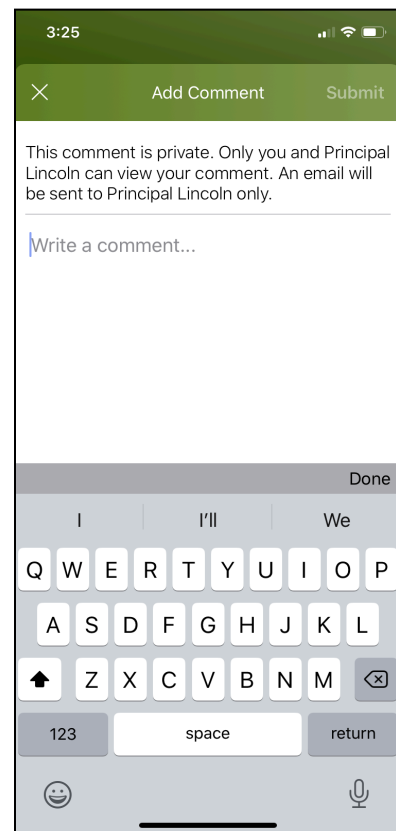 3:25
Add Comment Submit
This comment is private. Only you and Principal
Lincoln can view your comment. An email will
be sent to Principal Lincoln only.
Write a comment...
Done
I I'll We
Q W E R T Y U I O P
A S D F G H J K L
Z X C V B N M
123 space return